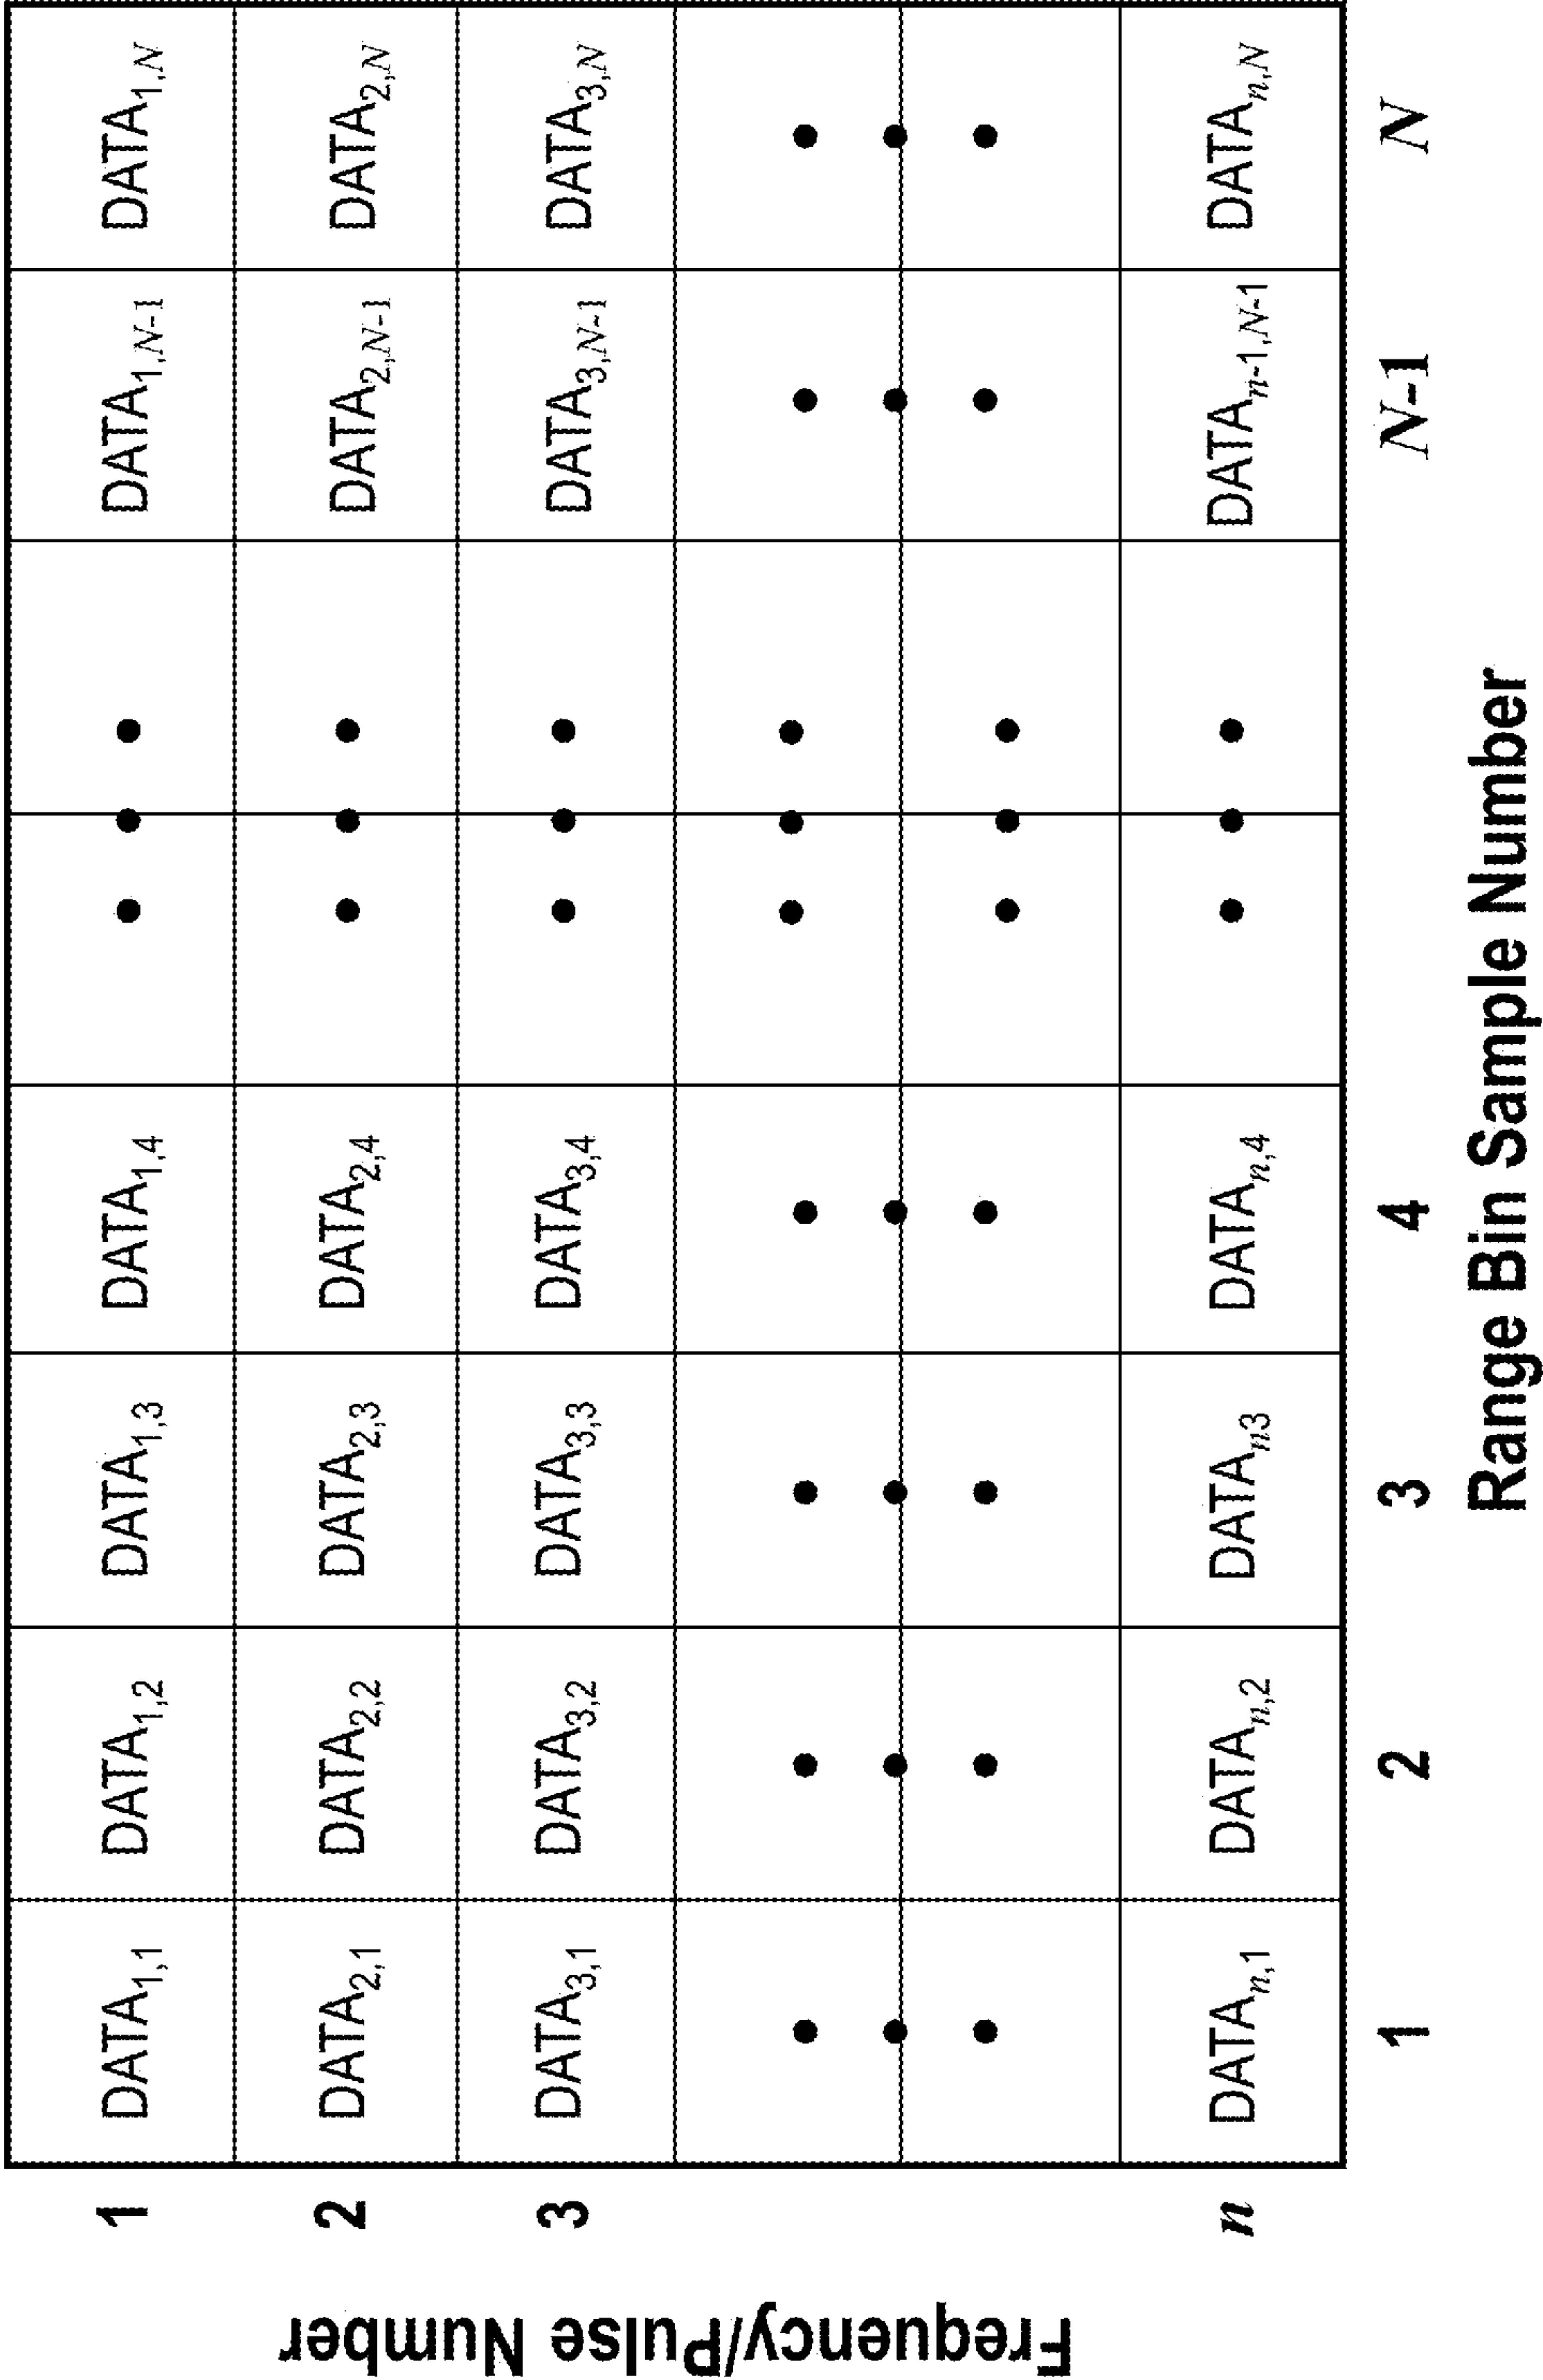 Frequency/Pulse Number
1 DATA1,1 DATA1,2 DATA1,3 DATA1,4 DATA1,N-1 DATA1,N
2 DATA2,1 DATA2,2 DATA2,3 DATA2,4 DATA2,N-1 DATA2,N
3 DATA3,1 DATA3,2 DATA3,3 DATA3,4 DATA3,N-1 DATA3,N
n DATAn,1 DATAn,2 DATAn3 DATAn,4 DATAn-1,N-1 DATAn,N
1 2 3 4 N-1 N
Range Bin Sample Number